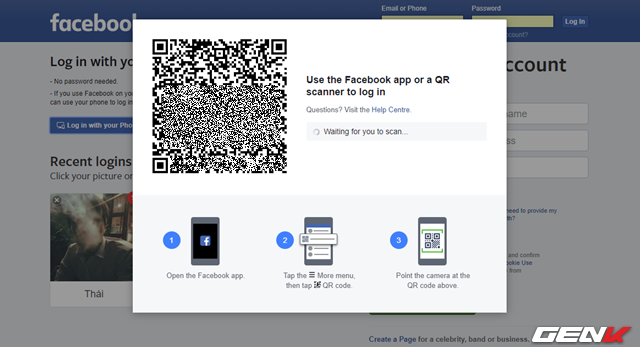 facebook
Email or Phone
Password
Log In
account?
Log in with yo
- No password needed.
- If you use Facebook on you
can use your phone to log in
Log in with your Pho
Recent logins
Click your picture or
Thái
Use the Facebook app or a QR
scanner to log in
Questions? Visit the Help Centre.
Waiting for you to scan...
1
Open the Facebook app.
2
Tap the ☰ More menu,
then tap QR code.
3
Point the camera at the
QR code above.
ccount
name
ss
need to provide my
th?
and confirm
ookie Use
s from
Create a Page for a celebrity, band or business.
GENK